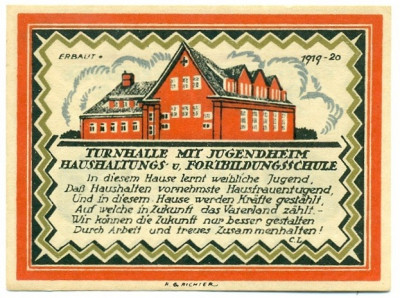 ERBAUT • 1919-20
TURNHALLE MIT JUGENDHEIM
HAUSHALTUNGS- u. FORTBILDUNGSSCHULE
In diesem Hause lernt weibliche Jugend,
Daß Haushalten vornehmste Hausfrauentugend,
Und in diesem Hause werden Kräfte gestählt,
Auf welche in Zukunft das Vaterland zählt. -
Wir können die Zukunft nur besser gestalten
Durch Arbeit und treues Zusammenhalten!
C.L.